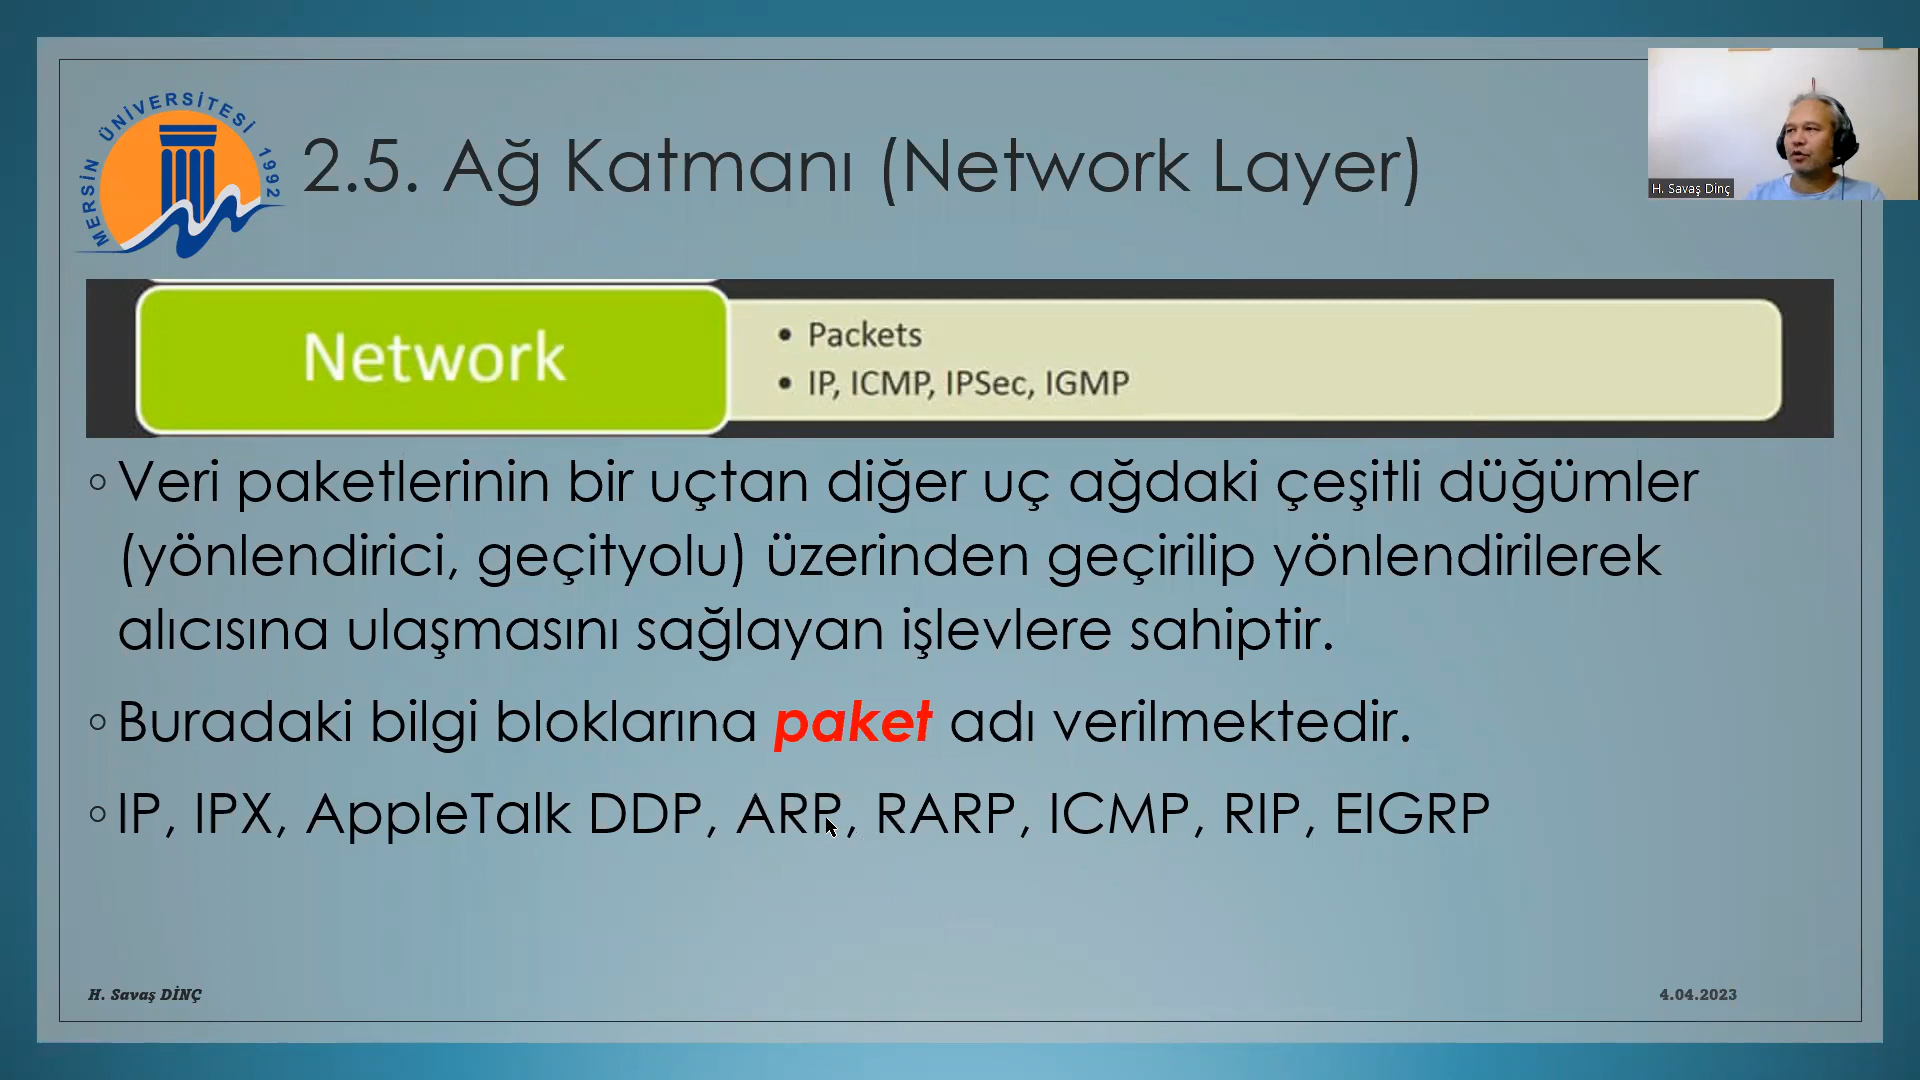 MERSİN ÜNİVERSİTESİ 1992
2.5. Ağ Katmanı (Network Layer)
H. Savaş Dinç
Network
• Packets
• IP, ICMP, IPSec, IGMP
◦ Veri paketlerinin bir uçtan diğer uç ağdaki çeşitli düğümler
(yönlendirici, geçityolu) üzerinden geçirilip yönlendirilerek
alıcısına ulaşmasını sağlayan işlevlere sahiptir.
◦ Buradaki bilgi bloklarına paket adı verilmektedir.
◦ IP, IPX, AppleTalk DDP, ARP, RARP, ICMP, RIP, EIGRP
H. Savaş DİNÇ
4.04.2023